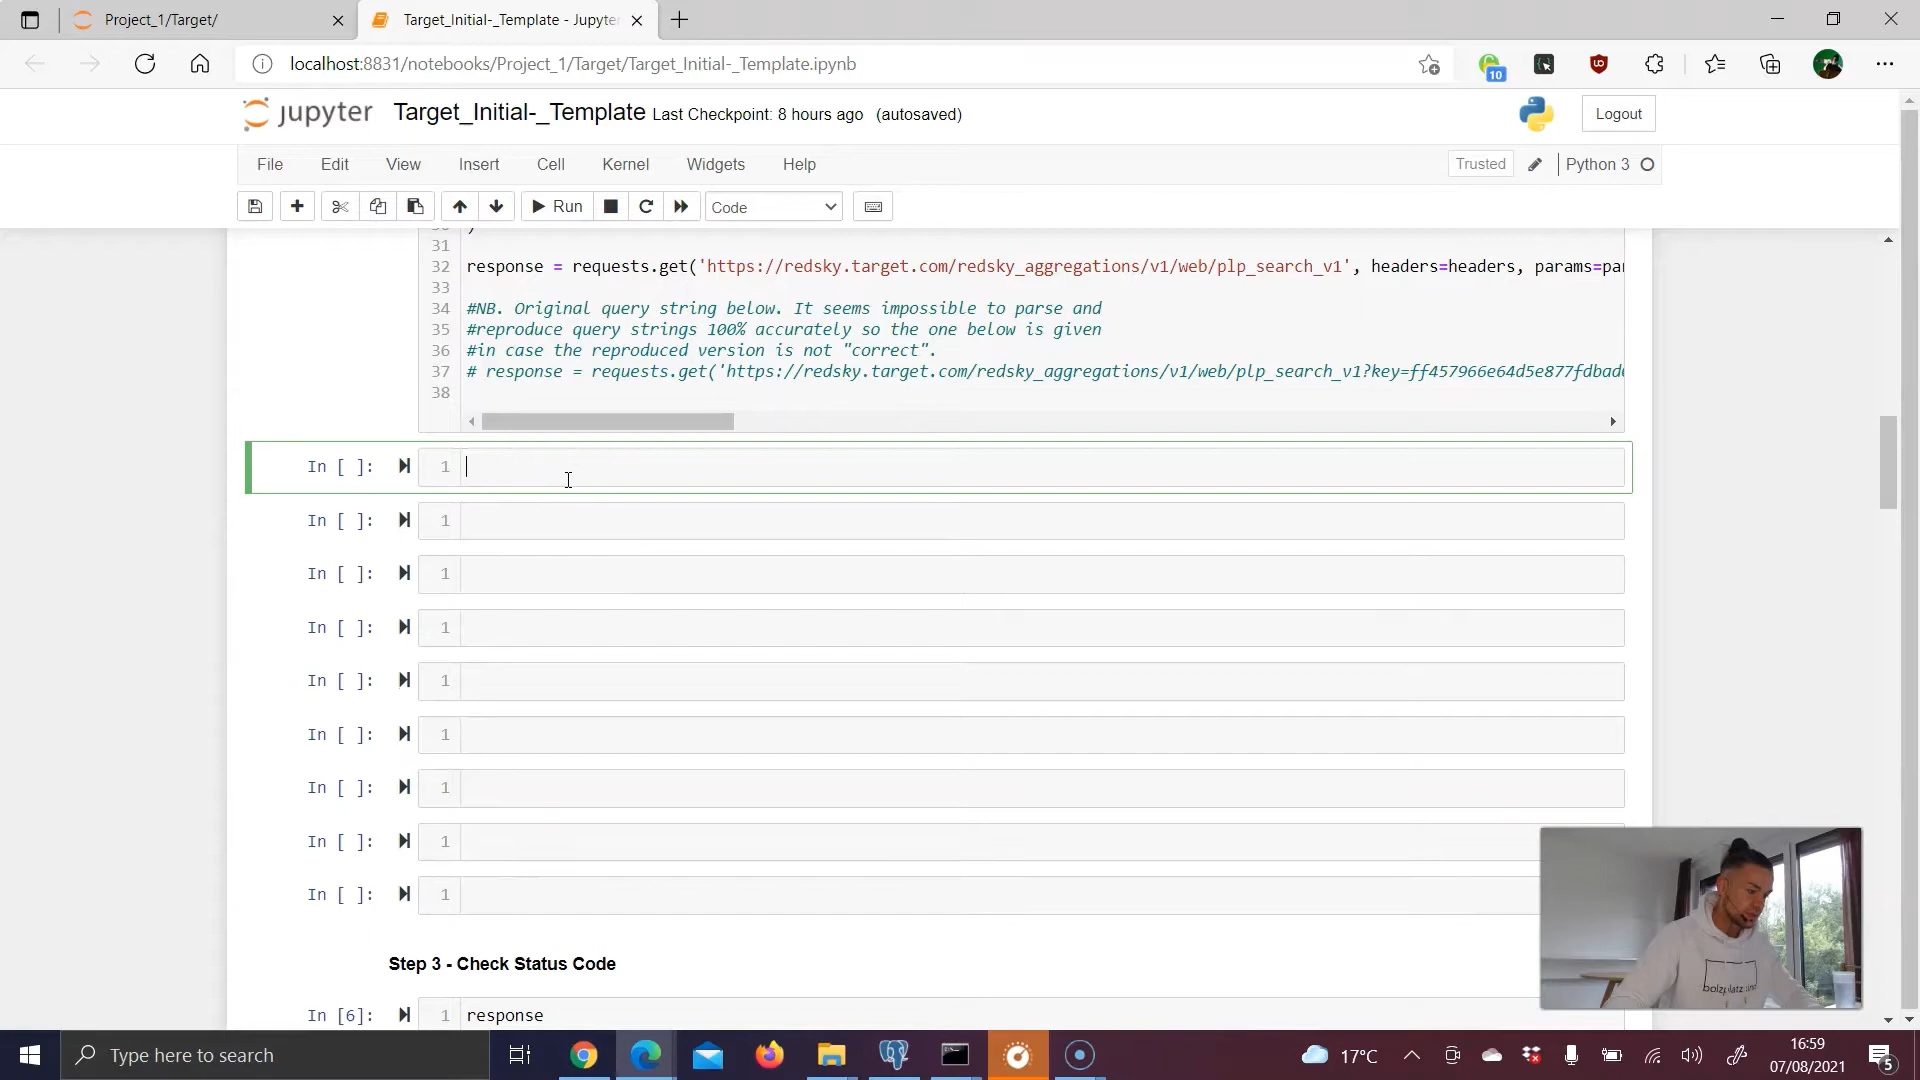 Project_1/Target/
Target_Initial-_Template - Jupyte
localhost:8831/notebooks/Project_1/Target/Target_Initial-_Template.ipynb
10
jupyter Target_Initial-_Template Last Checkpoint: 8 hours ago (autosaved)
Logout
File Edit View Insert Cell Kernel Widgets Help
Trusted Python 3
Run Code
31
32 response = requests.get('https://redsky.target.com/redsky_aggregations/v1/web/plp_search_v1', headers=headers, params=par
33
34 #NB. Original query string below. It seems impossible to parse and
35 #reproduce query strings 100% accurately so the one below is given
36 #in case the reproduced version is not "correct".
37 # response = requests.get('https://redsky.target.com/redsky_aggregations/v1/web/plp_search_v1?key=ff457966e64d5e877fdbad
38
In [ ]: 1
In [ ]: 1
In [ ]: 1
In [ ]: 1
In [ ]: 1
In [ ]: 1
In [ ]: 1
In [ ]: 1
In [ ]: 1
Step 3 - Check Status Code
In [6]: 1 response
Type here to search
17°C
16:59
07/08/2021
5